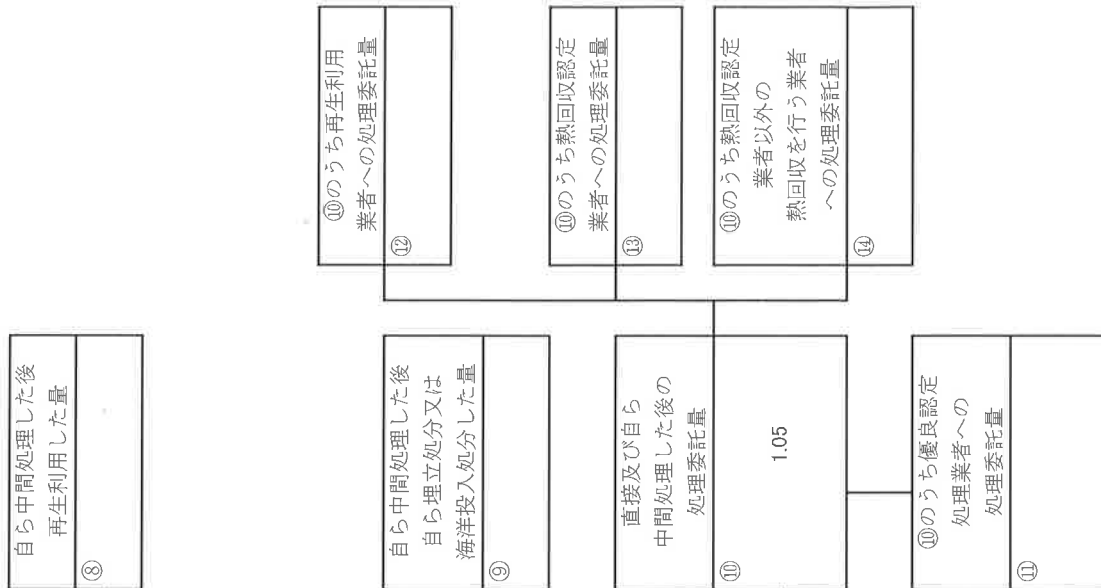 自ら中間処理した後
再生利用した量
⑧
自ら中間処理した後
自ら埋立処分又は
海洋投入処分した量
⑨
直接及び自ら
中間処理した後の
処理委託量
⑩
1.05
⑩のうち優良認定
処理業者への
処理委託量
⑪
⑩のうち再生利用
業者への処理委託量
⑫
⑩のうち熱回収認定
業者への処理委託量
⑬
⑩のうち熱回収認定
業者以外の
熱回収を行う業者
への処理委託量
⑭